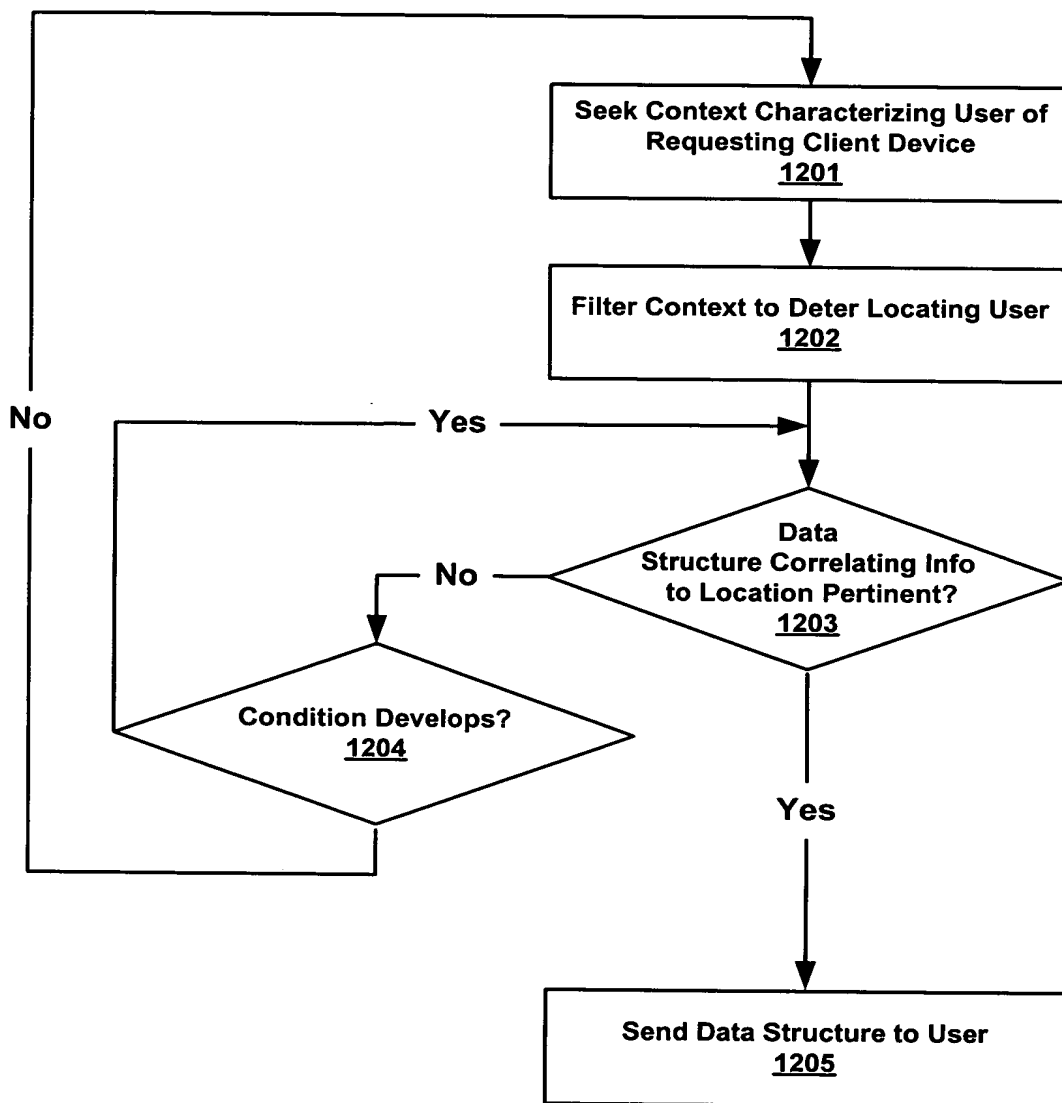 Seek Context Characterizing User of
Requesting Client Device
1201
Filter Context to Deter Locating User
1202
No
Yes
Data
Structure Correlating Info
to Location Pertinent?
1203
No
Condition Develops?
1204
Yes
Send Data Structure to User
1205